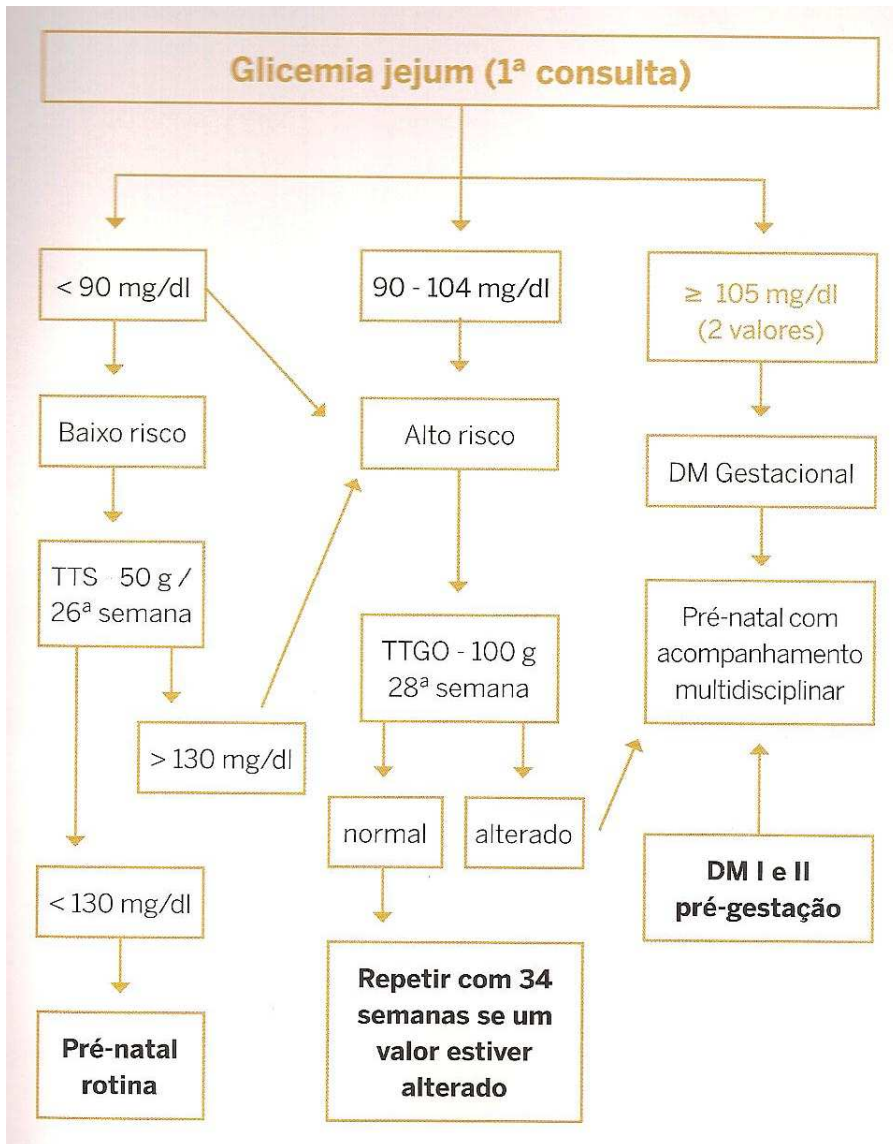 Glicemia jejum (1ª consulta)
< 90 mg/dl
90 - 104 mg/dl
≥ 105 mg/dl
(2 valores)
Baixo risco
Alto risco
DM Gestacional
TTS - 50 g /
26ª semana
TTGO - 100 g
28ª semana
Pré-natal com
acompanhamento
multidisciplinar
> 130 mg/dl
normal
alterado
< 130 mg/dl
DM I e II
pré-gestação
Repetir com 34
semanas se um
valor estiver
alterado
Pré-natal
rotina